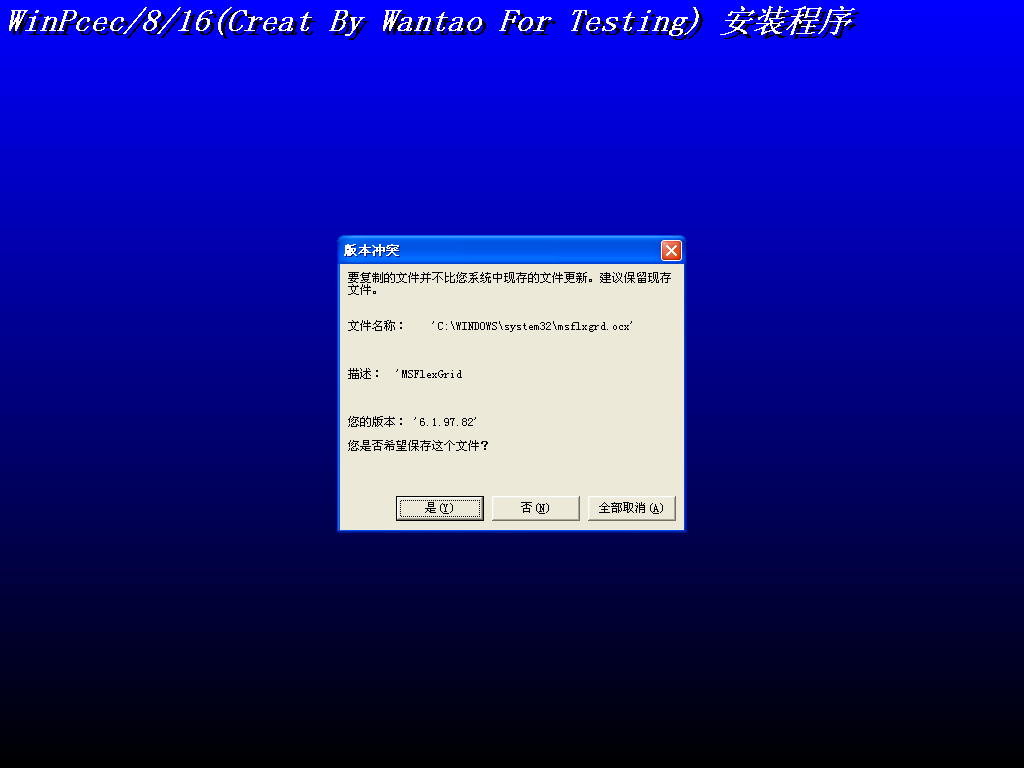 WinPcec/8/16(Creat By Wantao For Testing) 安装程序
版本冲突
要复制的文件并不比您系统中现存的文件更新。建议保留现存
文件。
文件名称： 'C:\WINDOWS\system32\msflxgrd.ocx'
描述： 'MSFlexGrid
您的版本： '6.1.97.82'
您是否希望保存这个文件？
是(Y) 否(N) 全部取消(A)